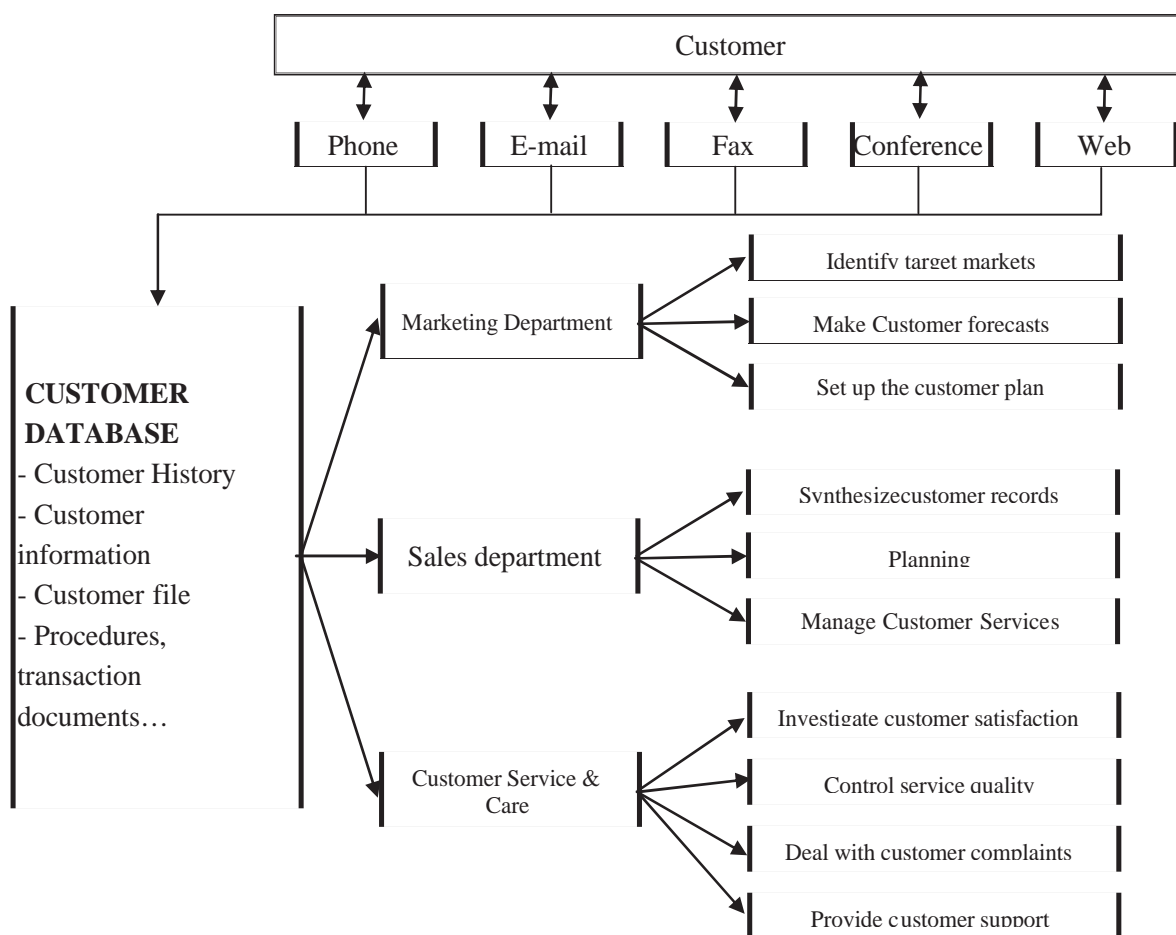 Customer
Phone
E-mail
Fax
Conference
Web
CUSTOMER
DATABASE
- Customer History
- Customer
information
- Customer file
- Procedures,
transaction
documents…
Marketing Department
Identify target markets
Make Customer forecasts
Set up the customer plan
Sales department
Synthesizecustomer records
Planning
Manage Customer Services
Customer Service &
Care
Investigate customer satisfaction
Control service quality
Deal with customer complaints
Provide customer support